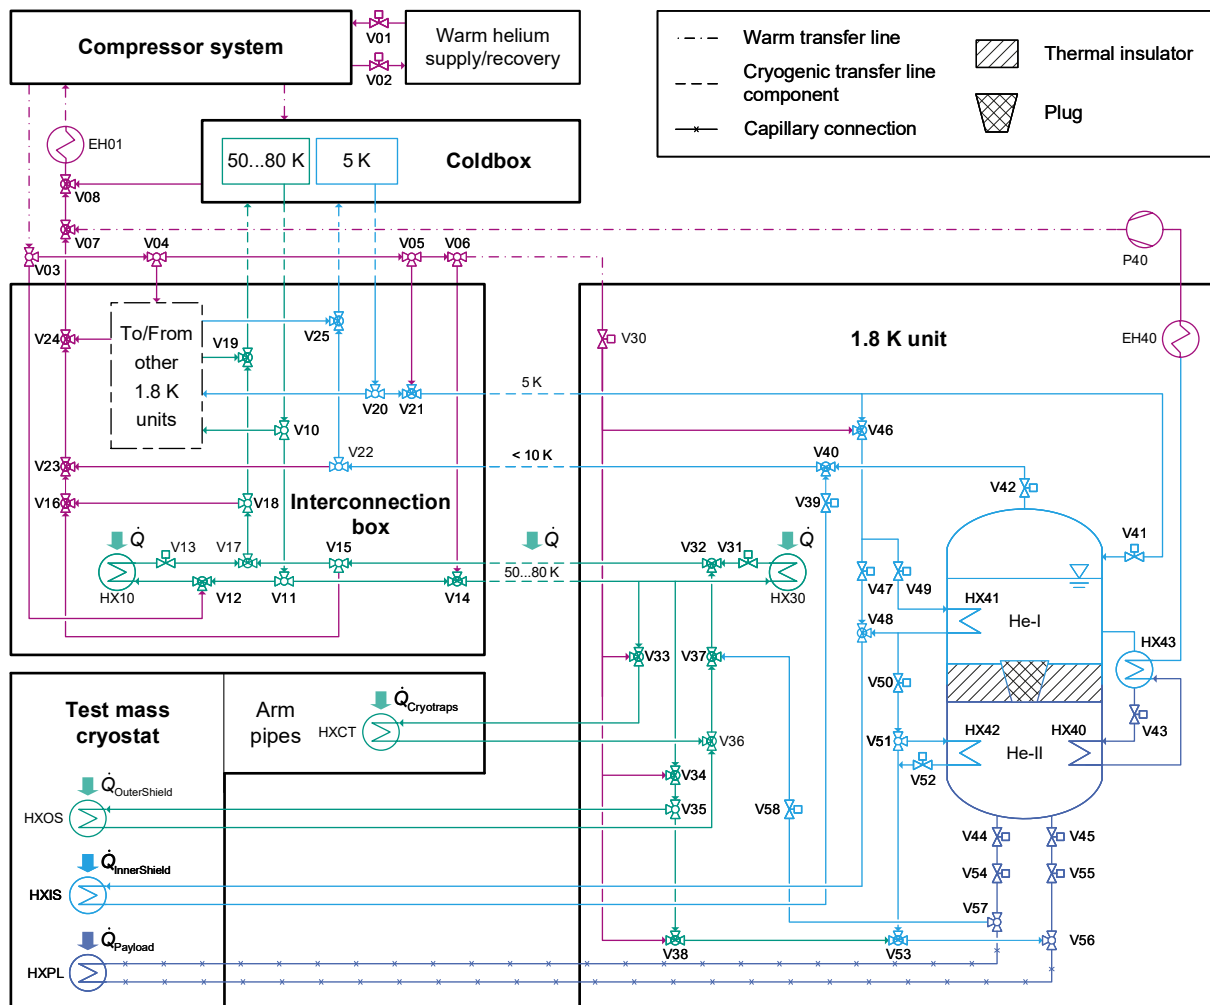 Compressor system
V01
V02
Warm helium
supply/recovery
Warm transfer line
Cryogenic transfer line
component
Capillary connection
Thermal insulator
Plug
EH01
50...80 K
5 K
Coldbox
V08
V07
V03
V04
V05
V06
P40
V24
To/From
other
1.8 K
units
V19
V25
V30
1.8 K unit
EH40
5 K
V20
V21
V10
V46
V23
V22
< 10 K
V40
V16
V18
Interconnection
box
V39
V42
V41
Q̇
V13
V17
V15
Q̇
V32
V31
Q̇
50...80 K
HX10
V12
V11
V14
HX30
V47
V49
HX41
He-I
V48
HX43
V33
V37
V50
Test mass
cryostat
Arm
pipes
Q̇Cryotraps
HXCT
V36
V51
HX42
HX40
He-II
V43
V52
Q̇OuterShield
V34
V35
V58
HXOS
V44
V45
Q̇InnerShield
V54
V55
HXIS
V57
Q̇Payload
V38
V53
V56
HXPL